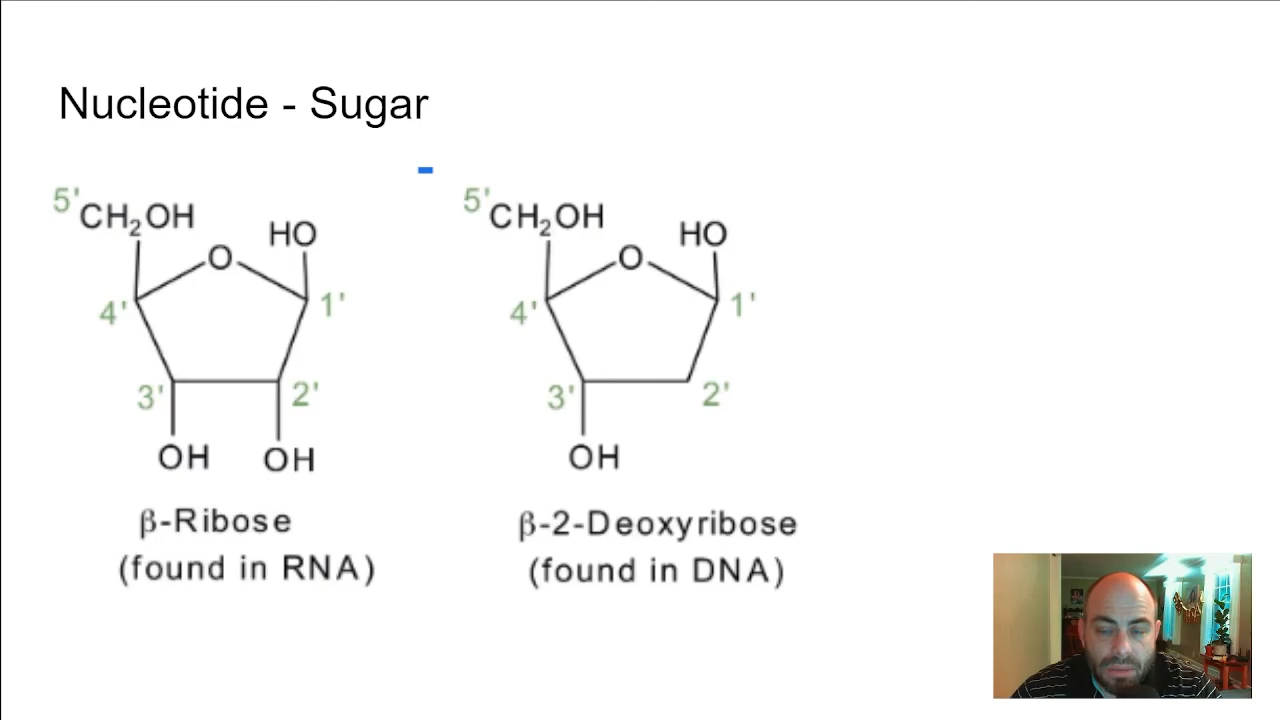 Nucleotide - Sugar
5'
CH₂OH
O
HO
4'
1'
3'
2'
OH
OH
β-Ribose
(found in RNA)
5'
CH₂OH
O
HO
4'
1'
3'
2'
OH
β-2-Deoxyribose
(found in DNA)